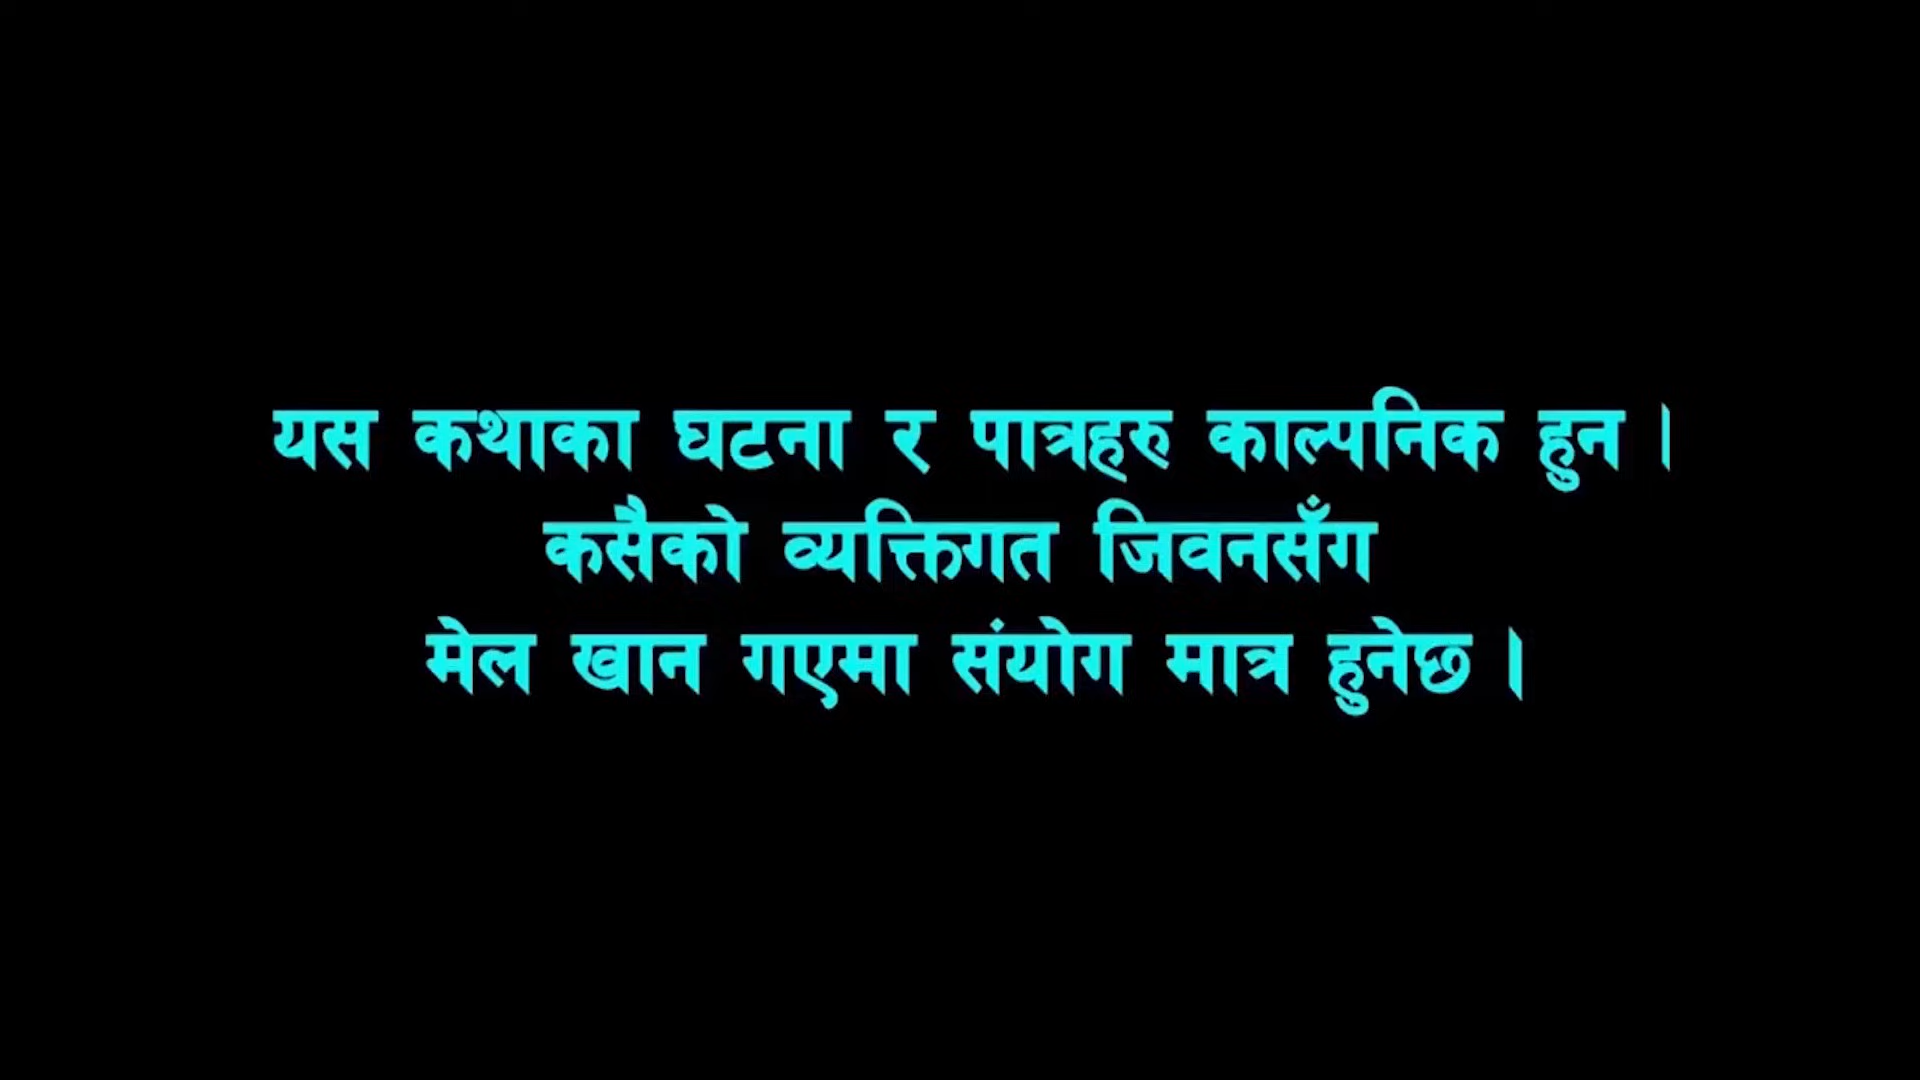 यस कथाका घटना र पात्रहरु काल्पनिक हुन ।
कसैको व्यक्तिगत जिवनसँग
मेल खान गएमा संयोग मात्र हुनेछ ।